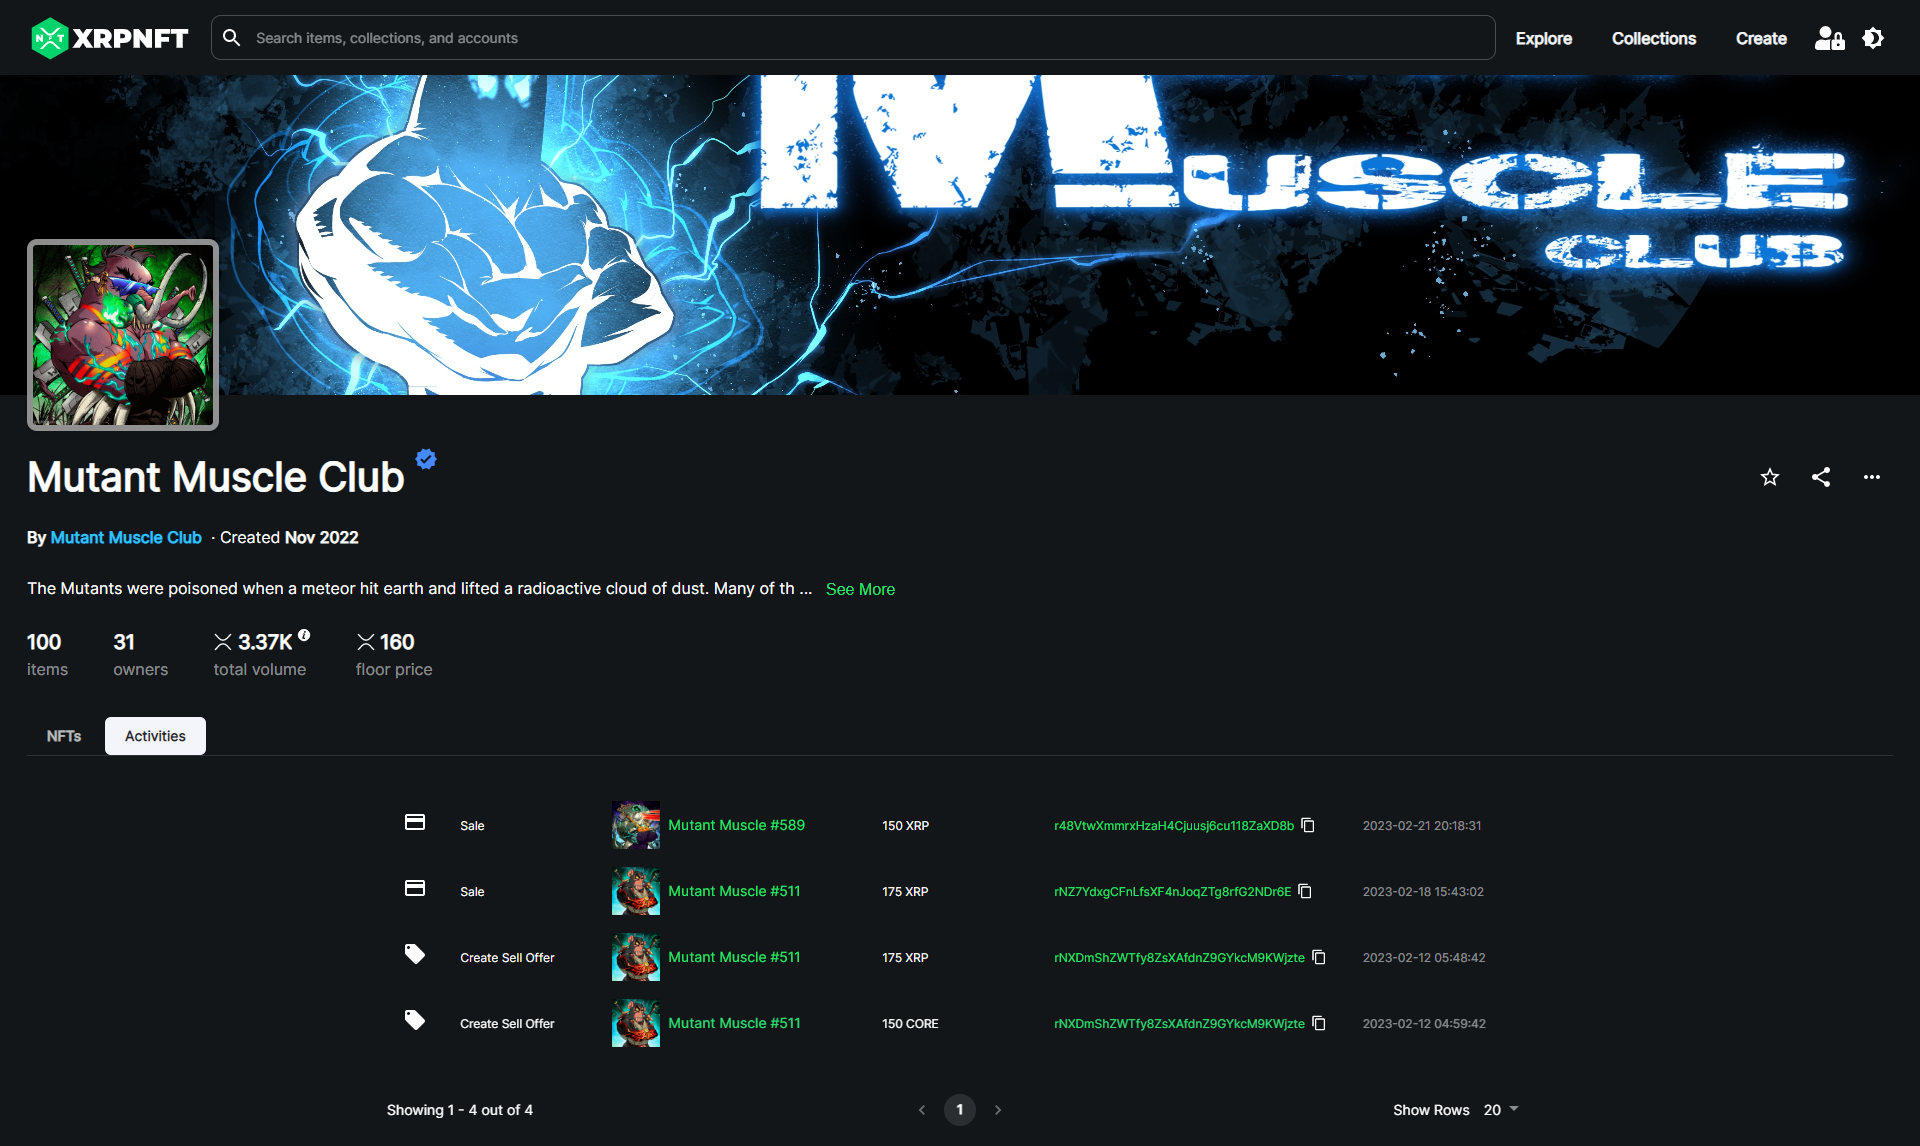 NXT XRPNFT
Search items, collections, and accounts
Explore
Collections
Create
MUSCLE
CLUB
Mutant Muscle Club
By Mutant Muscle Club · Created Nov 2022
The Mutants were poisoned when a meteor hit earth and lifted a radioactive cloud of dust. Many of th ... See More
100
31
3.37K
160
items
owners
total volume
floor price
NFTs
Activities
Sale Mutant Muscle #589 150 XRP r48VtwXmmrxHzaH4Cjuusj6cu118ZaXD8b 2023-02-21 20:18:31
Sale Mutant Muscle #511 175 XRP rNZ7YdxgCFnLfsXF4nJoqZTg8rfG2NDr6E 2023-02-18 15:43:02
Create Sell Offer Mutant Muscle #511 175 XRP rNXDmShZWTfy8ZsXAfdnZ9GYkcM9KWjzte 2023-02-12 05:48:42
Create Sell Offer Mutant Muscle #511 150 CORE rNXDmShZWTfy8ZsXAfdnZ9GYkcM9KWjzte 2023-02-12 04:59:42
Showing 1 - 4 out of 4
1
Show Rows 20